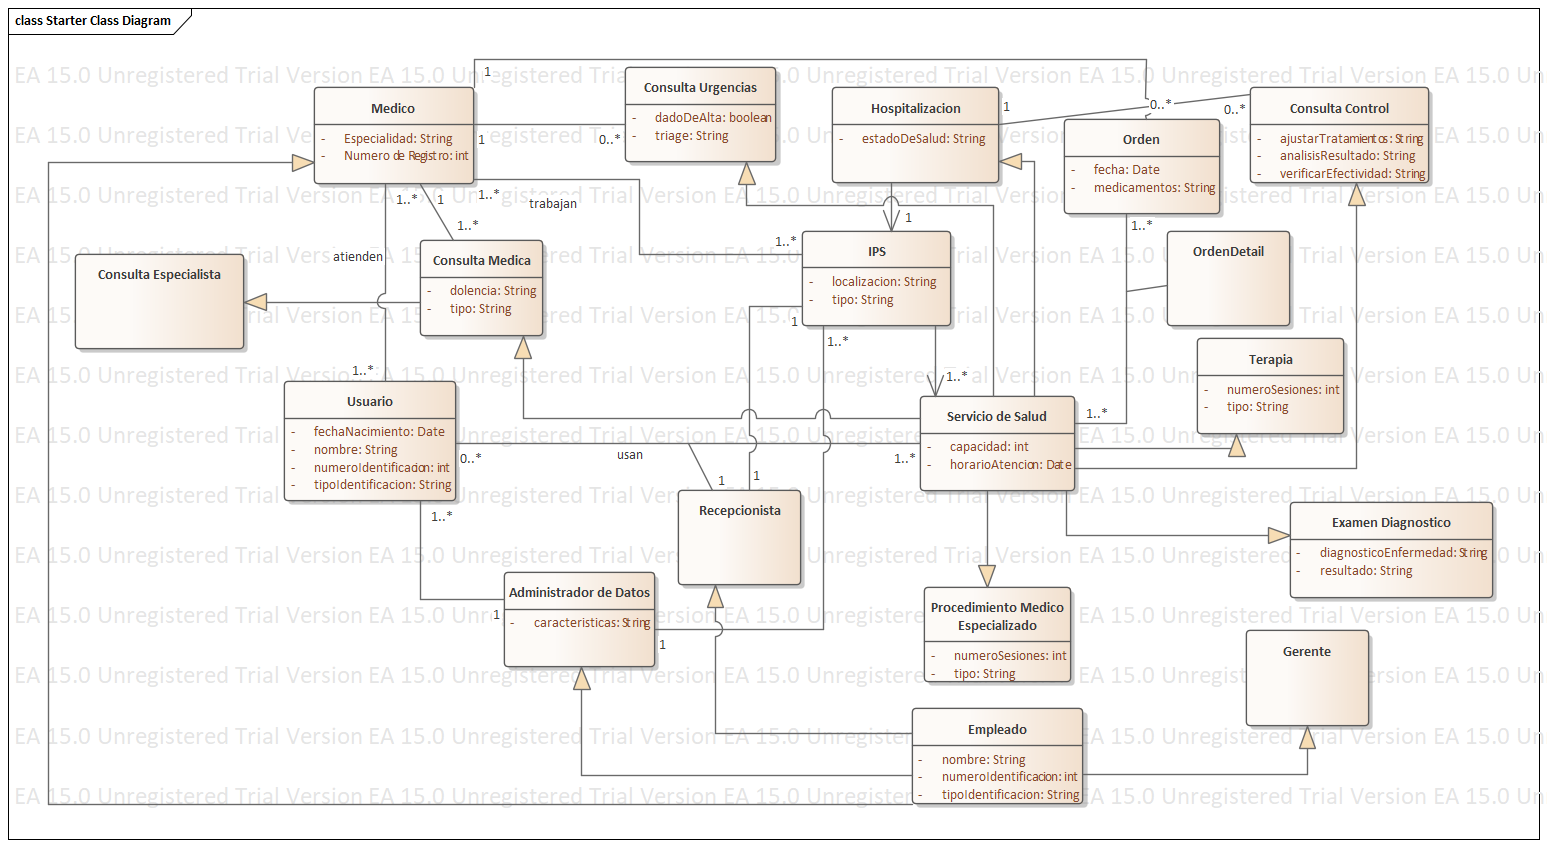 class Starter Class Diagram
EA 15.0 Unregistered Trial Version EA 15.0 Unregistered Trial Version EA 15.0 Unregistered Trial Version EA 15.0 Unregistered Trial Version EA 15.0 Un
Medico
- Especialidad: String
- Numero de Registro: int
Consulta Urgencias
- dadoDeAlta: boolean
- triage: String
Hospitalizacion
- estadoDeSalud: String
Orden
- fecha: Date
- medicamentos: String
Consulta Control
- ajustarTratamientos: String
- analisisResultado: String
- verificarEfectividad: String
1
0..*
1
0..*
1
0..*
1..*
trabajan
1..*
1..*
1
1..*
atienden
1..*
1
1..*
Consulta Especialista
Consulta Medica
- dolencia: String
- tipo: String
IPS
- localizacion: String
- tipo: String
OrdenDetail
1
1..*
1..*
Terapia
- numeroSesiones: int
- tipo: String
Usuario
- fechaNacimiento: Date
- nombre: String
- numeroIdentificacion: int
- tipoIdentificacion: String
Servicio de Salud
- capacidad: int
- horarioAtencion: Date
1..*
0..*
usan
1..*
1
1
Recepcionista
1..*
1
1
Administrador de Datos
- caracteristicas: String
Examen Diagnostico
- diagnosticoEnfermedad: String
- resultado: String
Procedimiento Medico
Especializado
- numeroSesiones: int
- tipo: String
Gerente
Empleado
- nombre: String
- numeroIdentificacion: int
- tipoIdentificacion: String